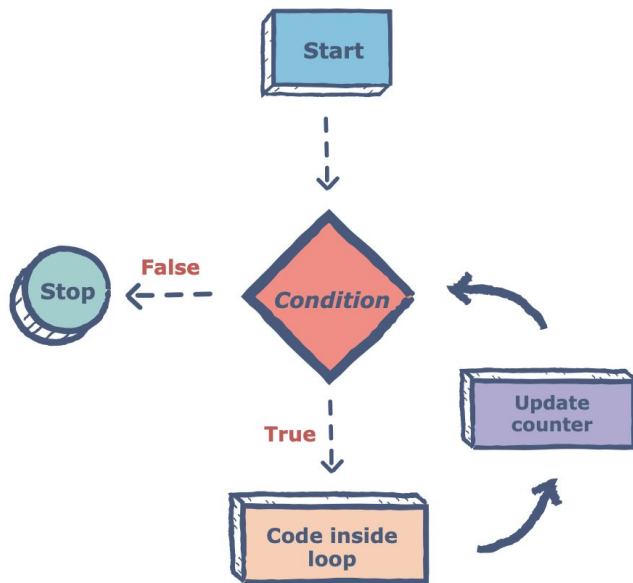 Start
False
Stop
Condition
True
Update
counter
Code inside
loop